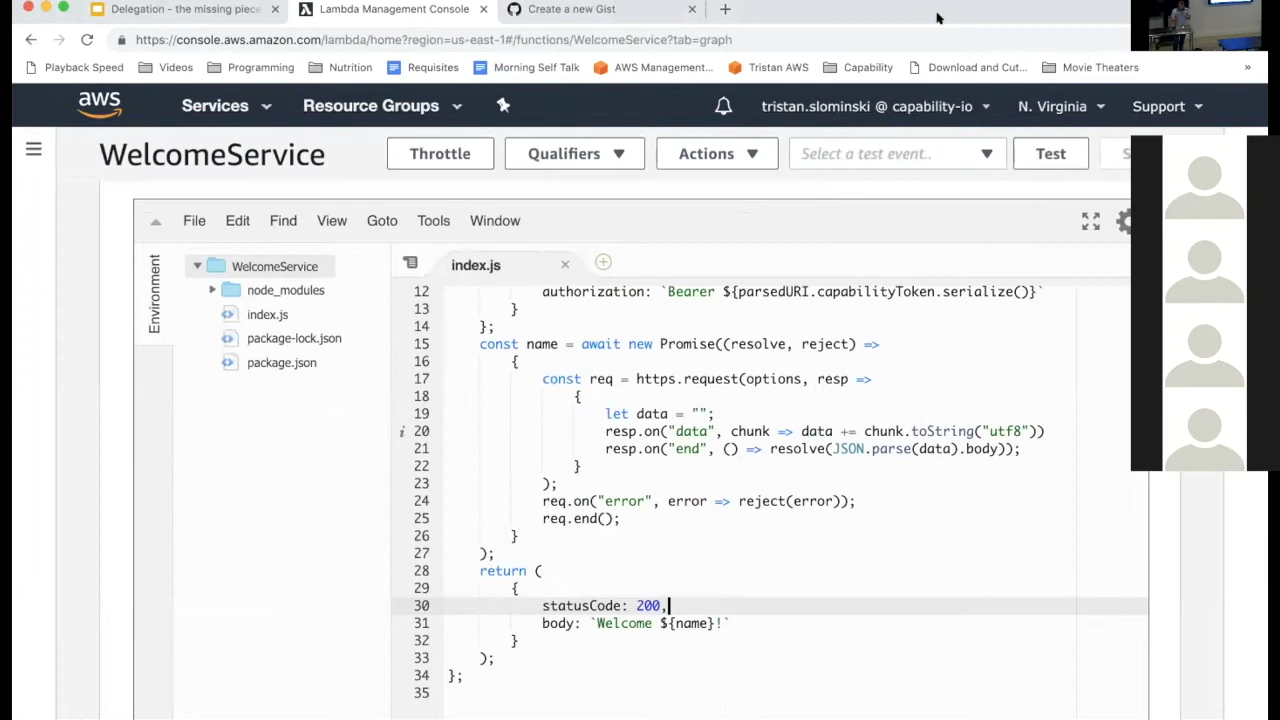 Delegation - the missing piece
Lambda Management Console
Create a new Gist
https://console.aws.amazon.com/lambda/home?region=us-east-1#/functions/WelcomeService?tab=graph
Playback Speed
Videos
Programming
Nutrition
Requisites
Morning Self Talk
AWS Management...
Tristan AWS
Capability
Download and Cut...
Movie Theaters
»
aws
Services
Resource Groups
tristan.slominski @ capability-io
N. Virginia
Support
WelcomeService
Throttle
Qualifiers
Actions
Select a test event..
Test
S
File
Edit
Find
View
Goto
Tools
Window
Environment
WelcomeService
node_modules
index.js
package-lock.json
package.json
index.js
12 authorization: `Bearer ${parsedURI.capabilityToken.serialize()}`
13 }
14 };
15 const name = await new Promise((resolve, reject) =>
16 {
17 const req = https.request(options, resp =>
18 {
19 let data = "";
20 resp.on("data", chunk => data += chunk.toString("utf8"))
21 resp.on("end", () => resolve(JSON.parse(data).body));
22 }
23 );
24 req.on("error", error => reject(error));
25 req.end();
26 }
27 );
28 return (
29 {
30 statusCode: 200,
31 body: `Welcome ${name}!`
32 }
33 );
34 };
35